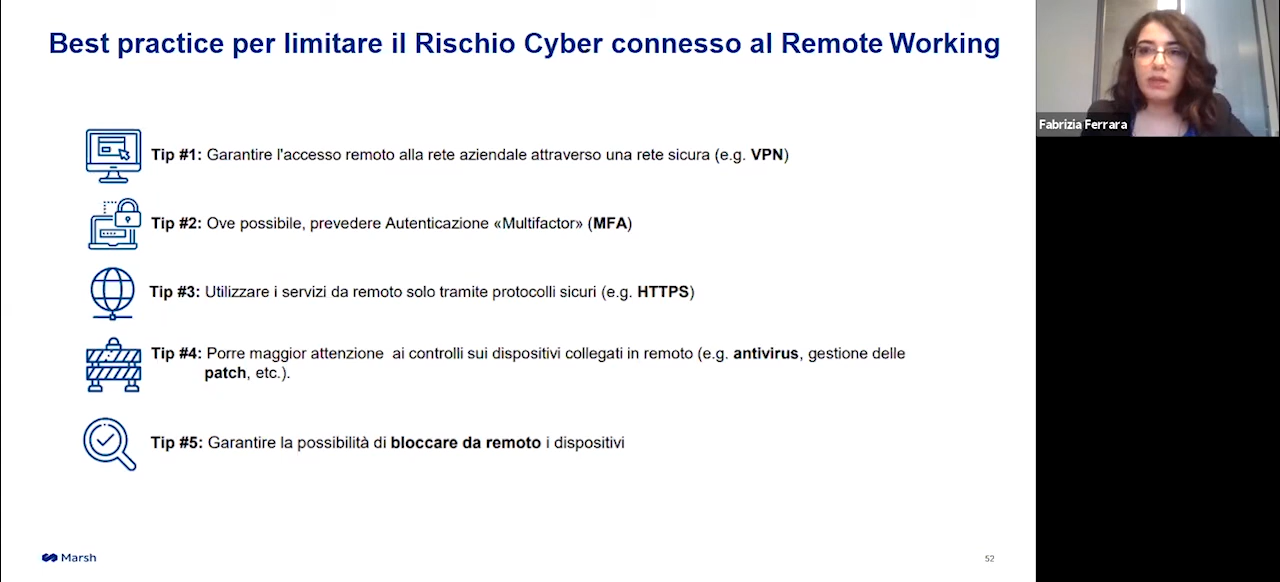 Best practice per limitare il Rischio Cyber connesso al Remote Working
Fabrizia Ferrara
Tip #1: Garantire l'accesso remoto alla rete aziendale attraverso una rete sicura (e.g. VPN)
Tip #2: Ove possibile, prevedere Autenticazione «Multifactor» (MFA)
Tip #3: Utilizzare i servizi da remoto solo tramite protocolli sicuri (e.g. HTTPS)
Tip #4: Porre maggior attenzione ai controlli sui dispositivi collegati in remoto (e.g. antivirus, gestione delle
patch, etc.).
Tip #5: Garantire la possibilità di bloccare da remoto i dispositivi
Marsh
52